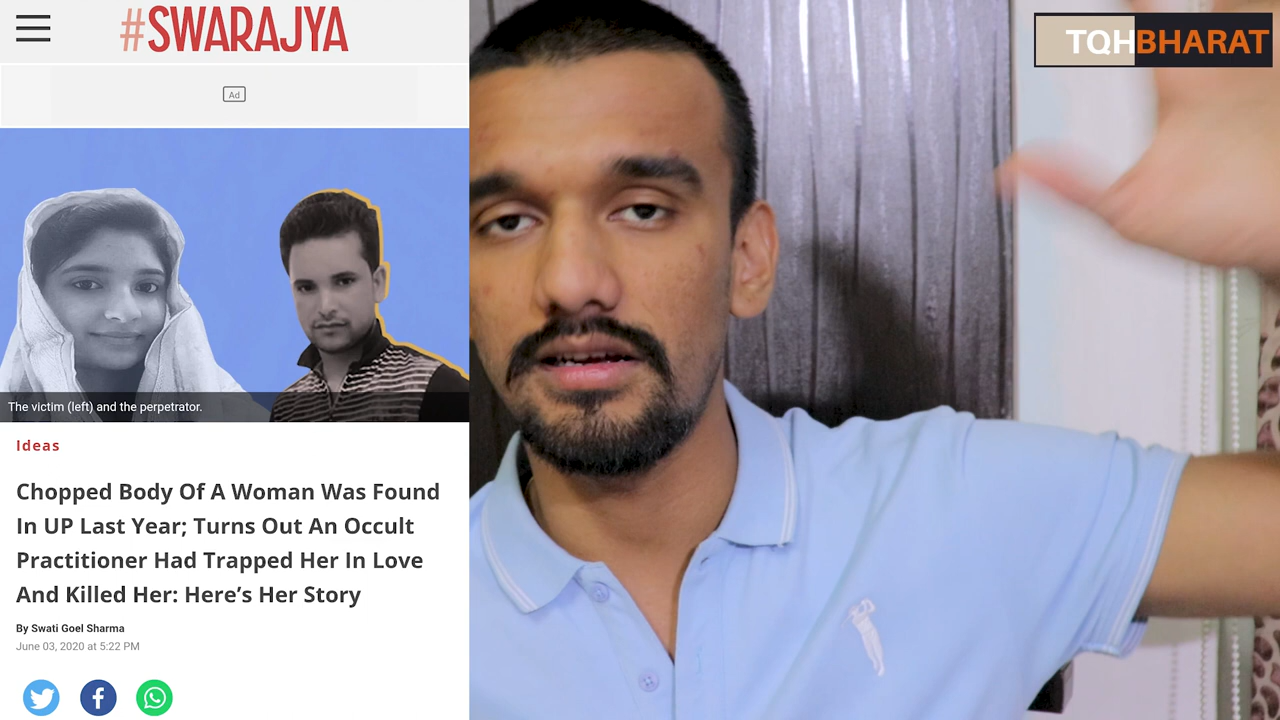 #SWARAJYA
Ad
The victim (left) and the perpetrator.
Ideas
Chopped Body Of A Woman Was Found
In UP Last Year; Turns Out An Occult
Practitioner Had Trapped Her In Love
And Killed Her: Here’s Her Story
By Swati Goel Sharma
June 03, 2020 at 5:22 PM
TQHBHARAT